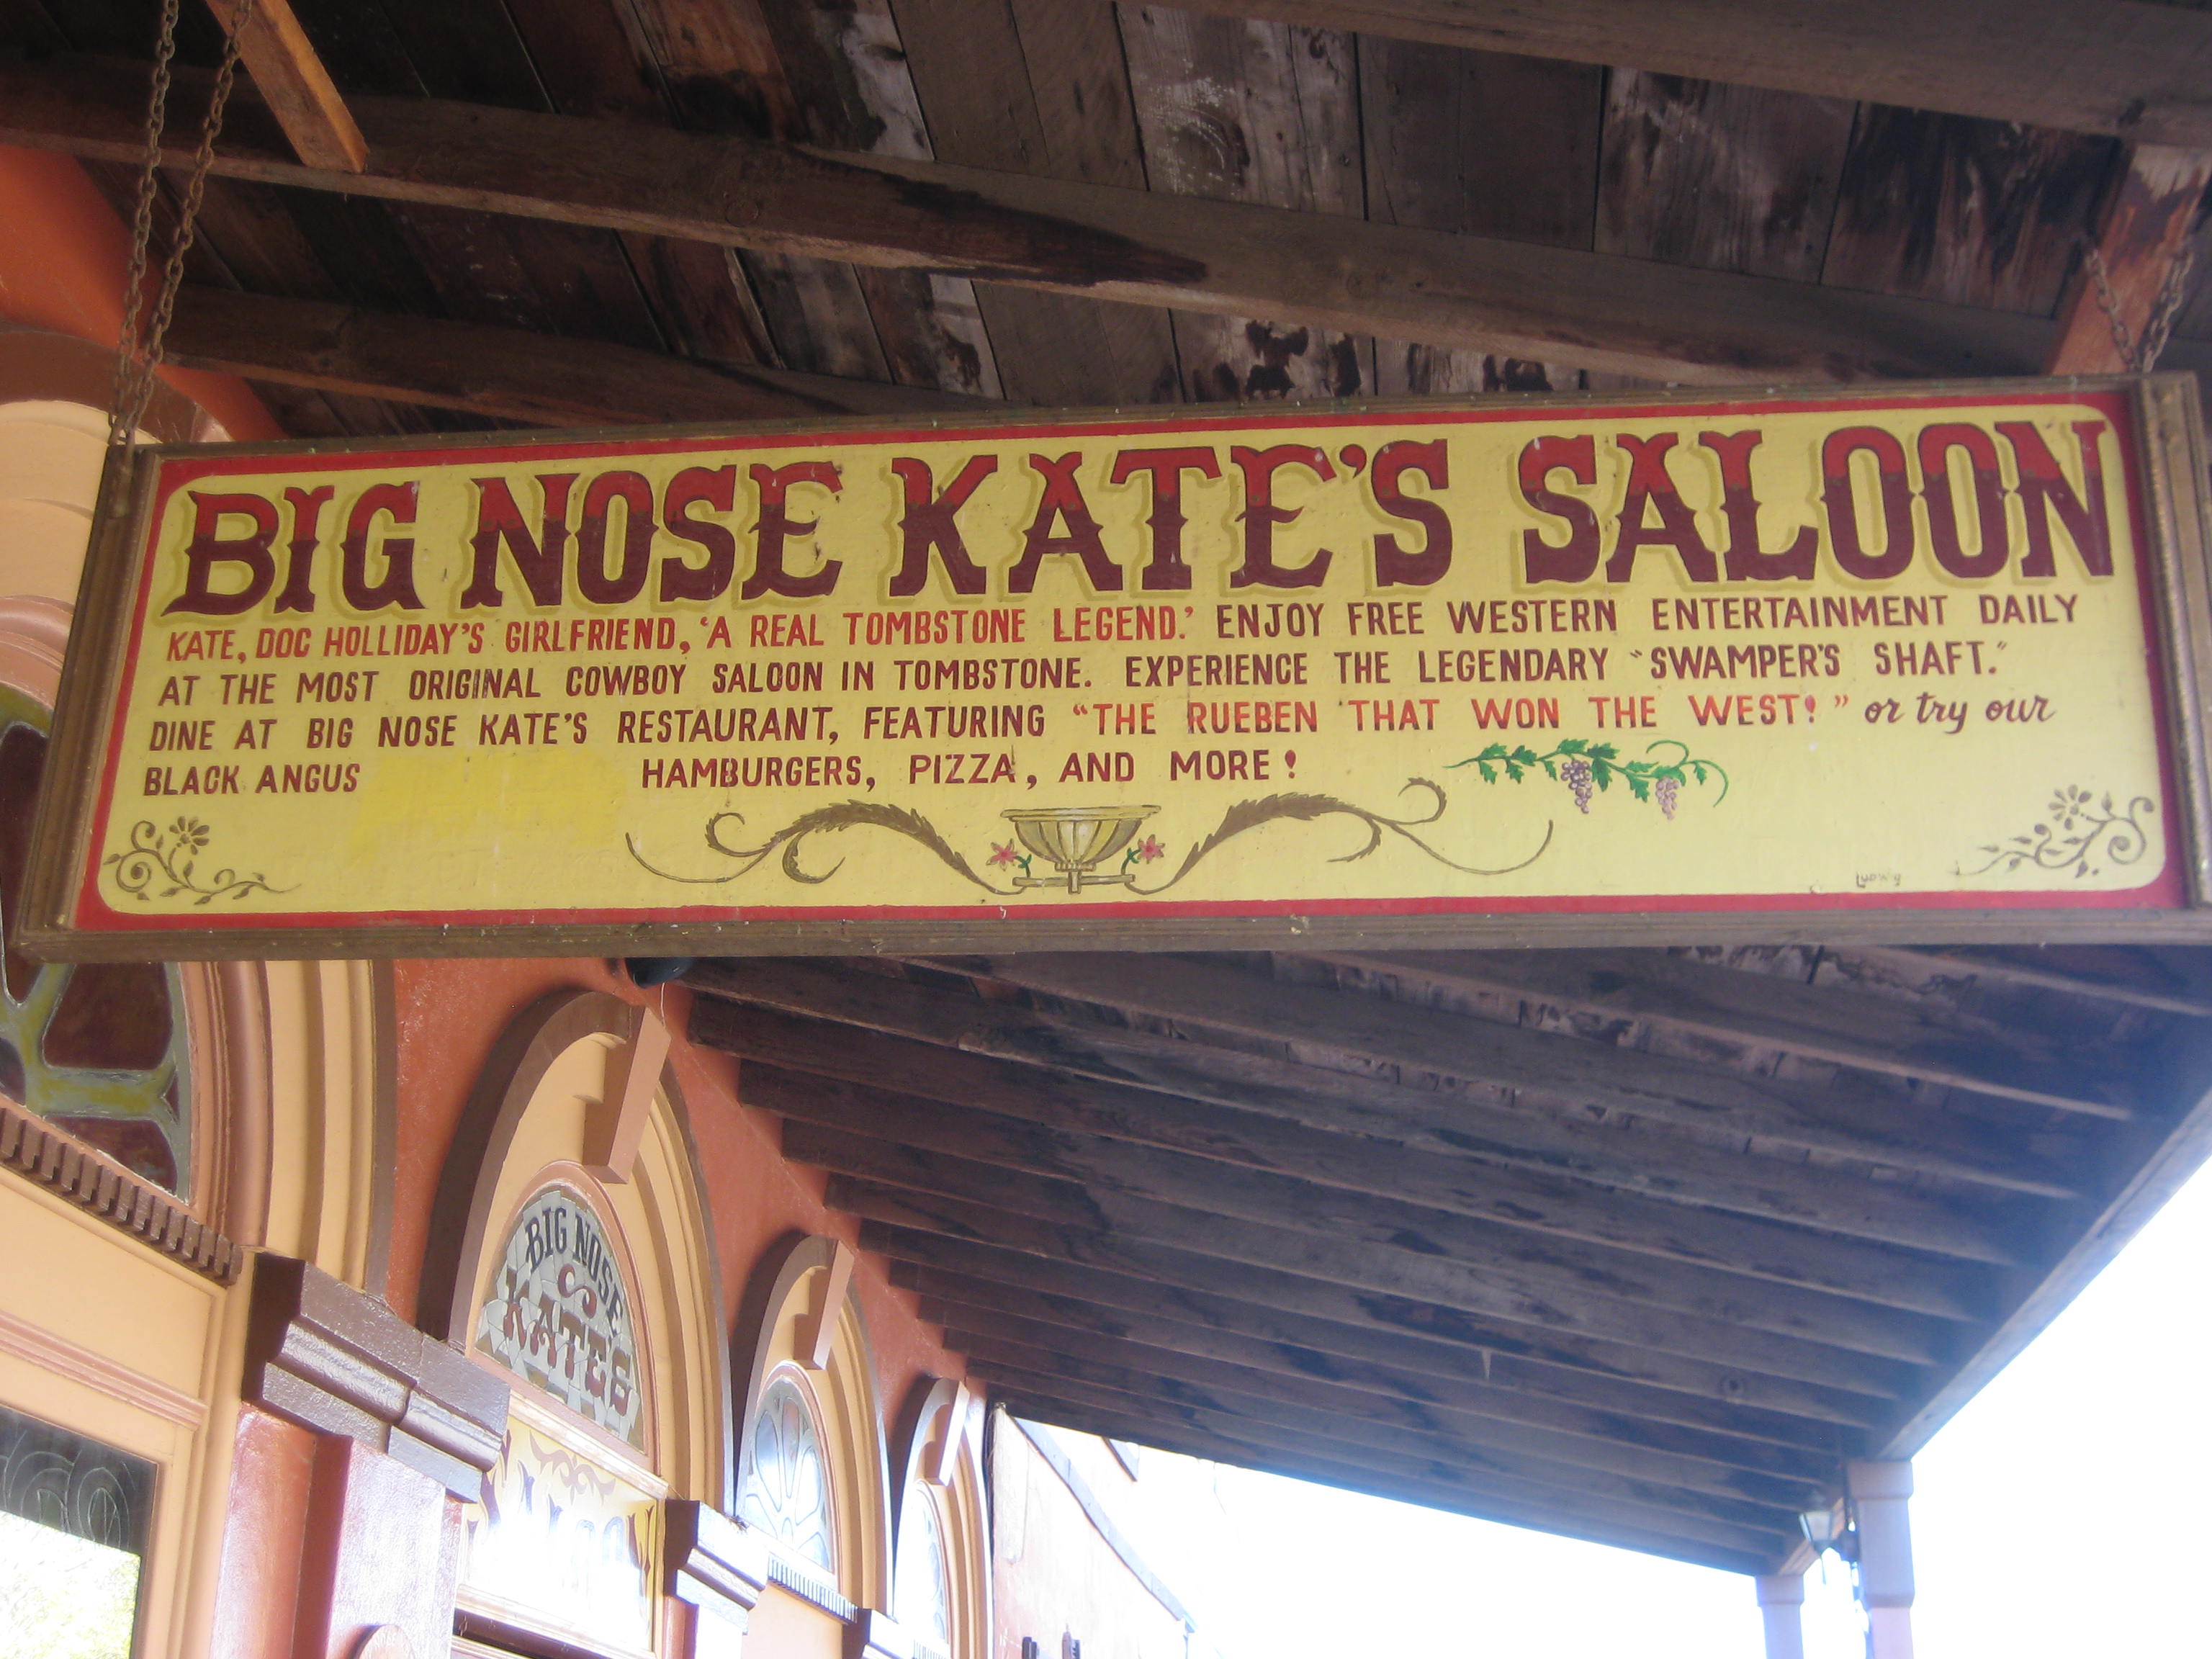 BIG NOSE KATE'S SALOON
KATE, DOC HOLLIDAY'S GIRLFRIEND, 'A REAL TOMBSTONE LEGEND.' ENJOY FREE WESTERN ENTERTAINMENT DAILY
AT THE MOST ORIGINAL COWBOY SALOON IN TOMBSTONE. EXPERIENCE THE LEGENDARY "SWAMPER'S SHAFT."
DINE AT BIG NOSE KATE'S RESTAURANT, FEATURING "THE RUEBEN THAT WON THE WEST!" or try our
BLACK ANGUS HAMBURGERS, PIZZA, AND MORE!
Ludwig
BIG NOSE
KATE'S